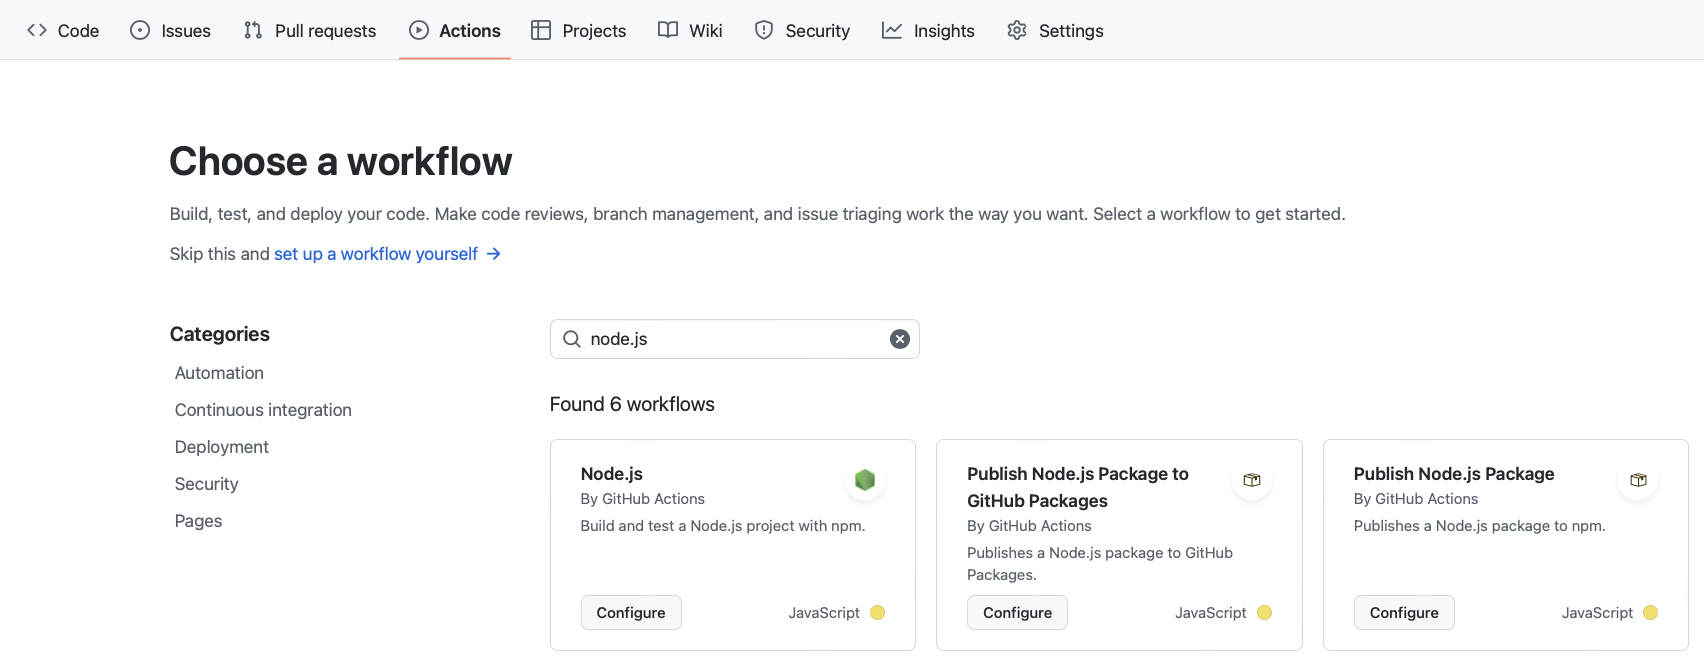 Code Issues Pull requests Actions Projects Wiki Security Insights Settings
Choose a workflow
Build, test, and deploy your code. Make code reviews, branch management, and issue triaging work the way you want. Select a workflow to get started.
Skip this and set up a workflow yourself →
Categories
Automation
Continuous integration
Deployment
Security
Pages
node.js
Found 6 workflows
Node.js
By GitHub Actions
Build and test a Node.js project with npm.
Configure JavaScript
Publish Node.js Package to
GitHub Packages
By GitHub Actions
Publishes a Node.js package to GitHub
Packages.
Configure JavaScript
Publish Node.js Package
By GitHub Actions
Publishes a Node.js package to npm.
Configure JavaScript